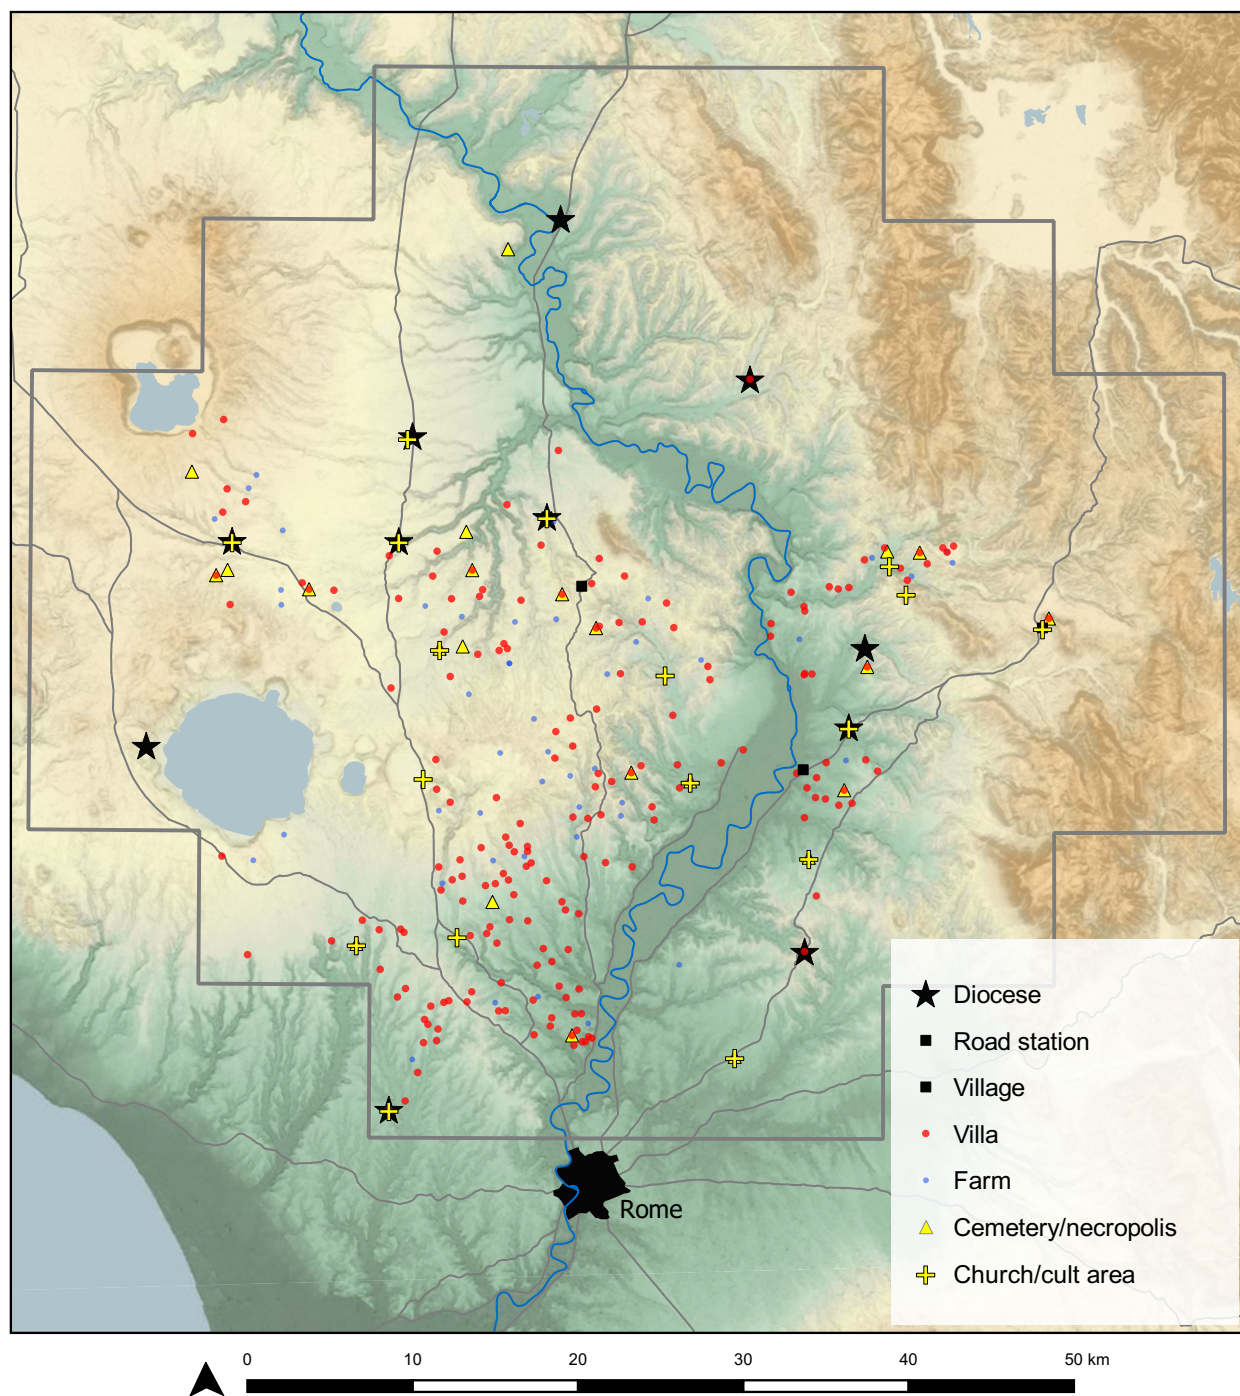 Diocese
Road station
Village
Villa
Farm
Cemetery/necropolis
Church/cult area
Rome
0 10 20 30 40 50 km